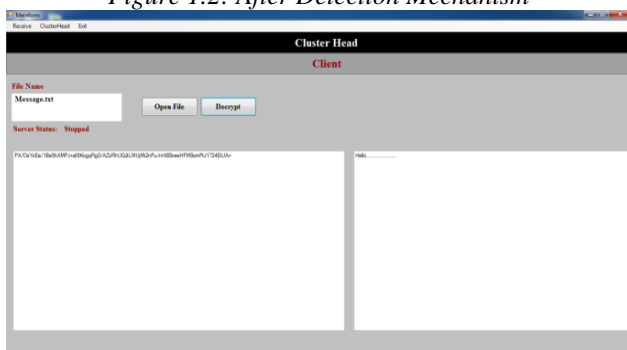 Figure 1.2: After Detection Mechanism
Mainform
Receive ClusterHead Exit
Cluster Head
Client
File Name
Message.txt
Open File Decrypt
Server Status: Stopped
Hello....................